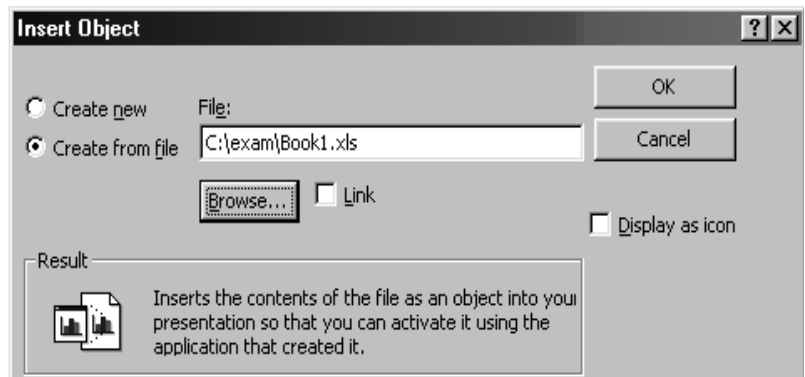 Insert Object
Create new
File:
OK
Create from file
C:\exam\Book1.xls
Cancel
Browse...
Link
Display as icon
Result
Inserts the contents of the file as an object into your
presentation so that you can activate it using the
application that created it.